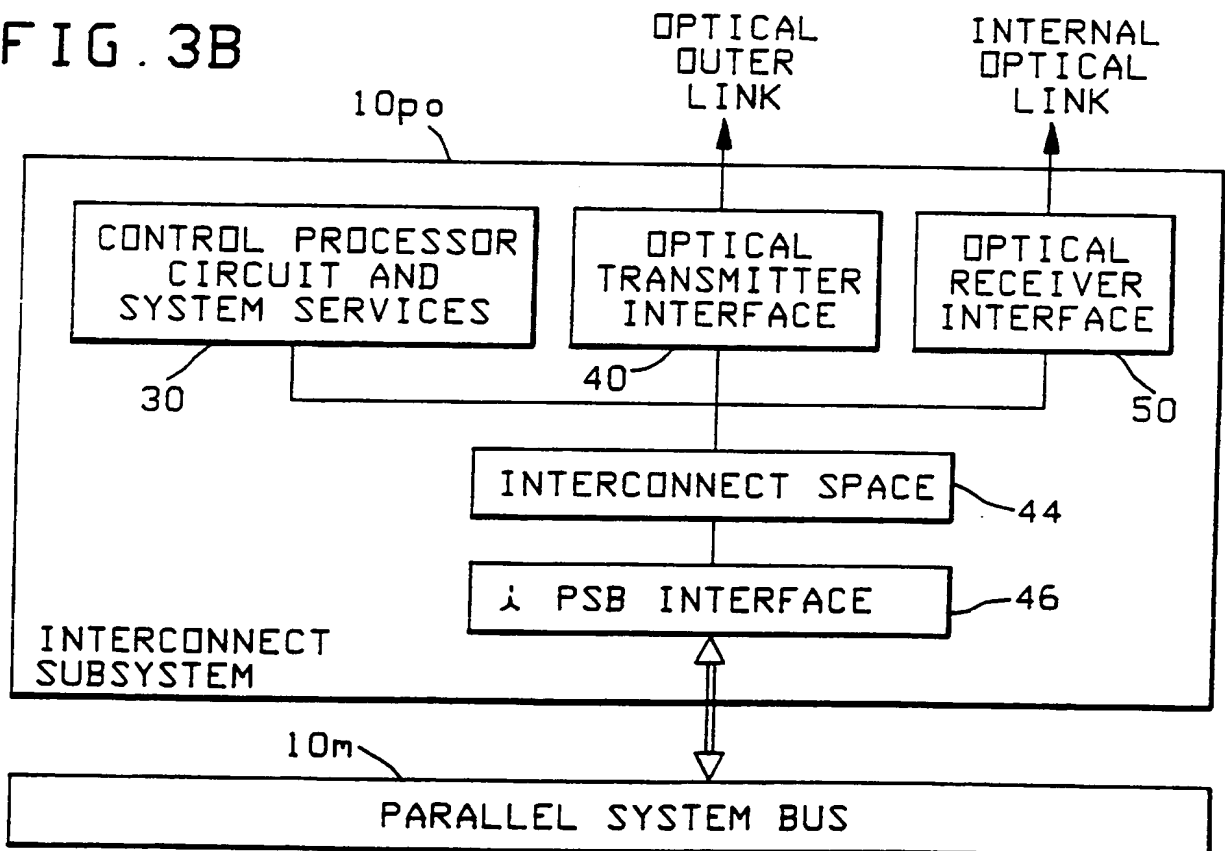 FIG. 3B
OPTICAL
OUTER
LINK
INTERNAL
OPTICAL
LINK
10po
CONTROL PROCESSOR
CIRCUIT AND
SYSTEM SERVICES
OPTICAL
TRANSMITTER
INTERFACE
OPTICAL
RECEIVER
INTERFACE
30
40
50
INTERCONNECT SPACE
44
i PSB INTERFACE
46
INTERCONNECT
SUBSYSTEM
10m
PARALLEL SYSTEM BUS